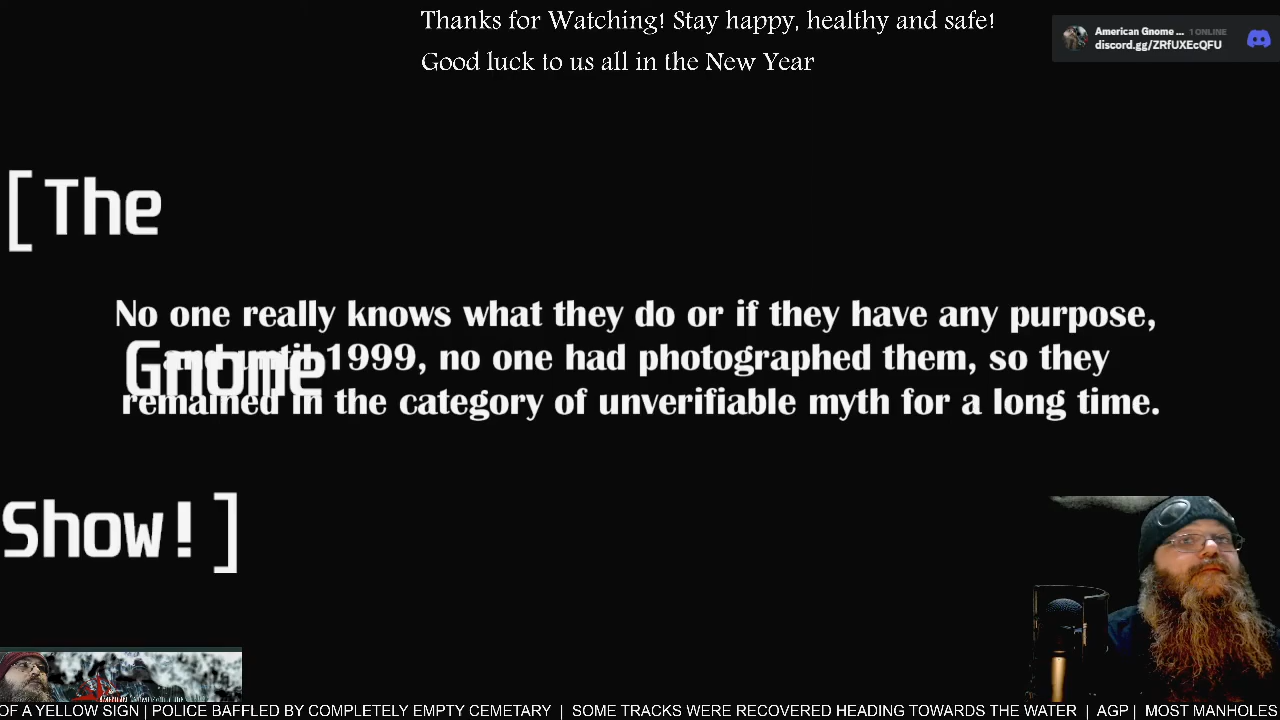 Thanks for Watching! Stay happy, healthy and safe!
Good luck to us all in the New Year
American Gnome ... 1 ONLINE
discord.gg/ZRfUXEcQFU
[The
No one really knows what they do or if they have any purpose,
and until 1999, no one had photographed them, so they
Gnome
remained in the category of unverifiable myth for a long time.
Show!]
OF A YELLOW SIGN | POLICE BAFFLED BY COMPLETELY EMPTY CEMETARY | SOME TRACKS WERE RECOVERED HEADING TOWARDS THE WATER | AGP | MOST MANHOLES